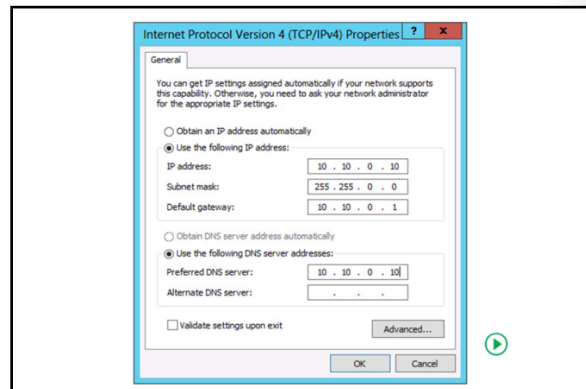 Internet Protocol Version 4 (TCP/IPv4) Properties ? x
General
You can get IP settings assigned automatically if your network supports
this capability. Otherwise, you need to ask your network administrator
for the appropriate IP settings.
Obtain an IP address automatically
Use the following IP address:
IP address: 10 . 10 . 0 . 10
Subnet mask: 255 . 255 . 0 . 0
Default gateway: 10 . 10 . 0 . 1
Obtain DNS server address automatically
Use the following DNS server addresses:
Preferred DNS server: 10 . 10 . 0 . 10
Alternate DNS server: . . .
Validate settings upon exit
Advanced...
OK Cancel